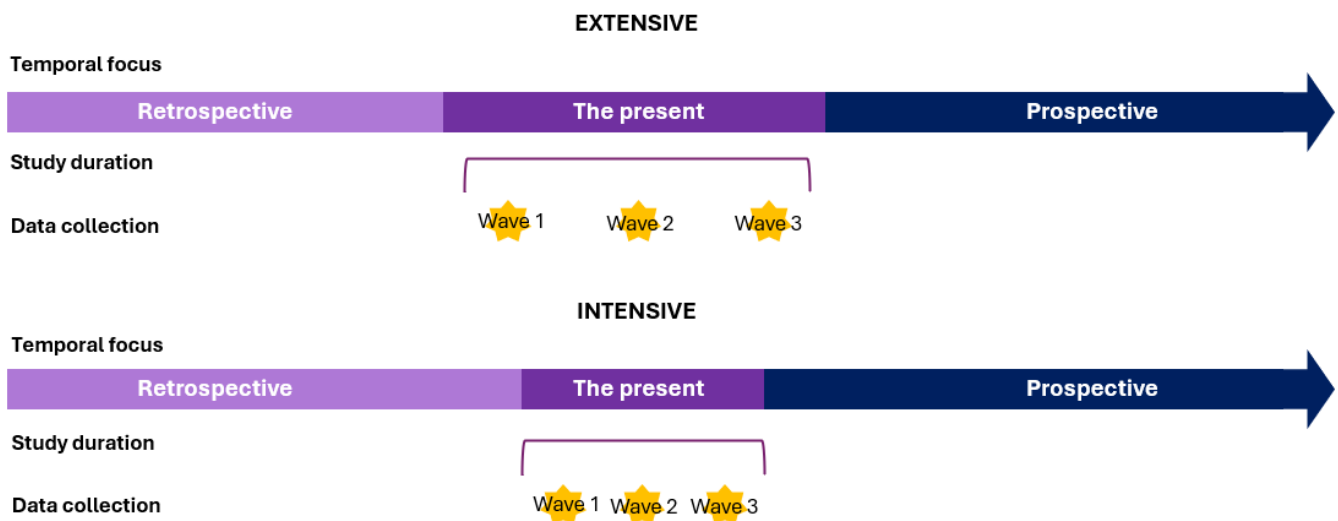 EXTENSIVE
Temporal focus
Retrospective The present Prospective
Study duration
Data collection Wave 1 Wave 2 Wave 3
INTENSIVE
Temporal focus
Retrospective The present Prospective
Study duration
Data collection Wave 1 Wave 2 Wave 3